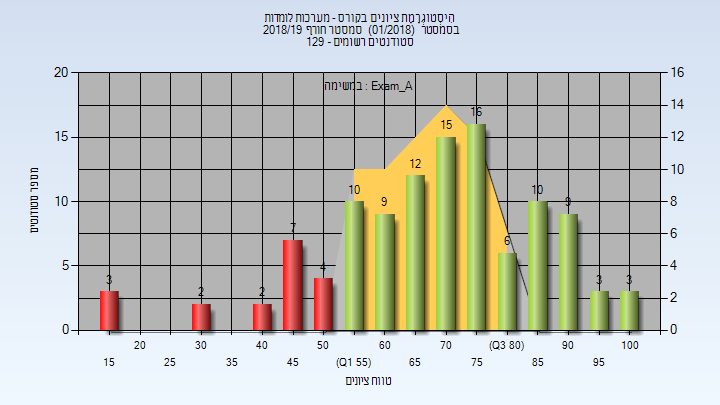 היסטוגרמת ציונים בקורס - מערכות לומדות
בסמסטר (01/2018) סמסטר חורף 2018/19
סטודנטים רשומים - 129
במשימה : Exam_A
20 15 10 5 0
16 14 12 10 8 6 4 2 0
מספר סטודנטים
3 2 2 7 4 10 9 12 15 16 6 10 9 3 3
20 30 40 50 60 70 (Q3 80) 90 100
15 25 35 45 (Q1 55) 65 75 85 95
טווח ציונים